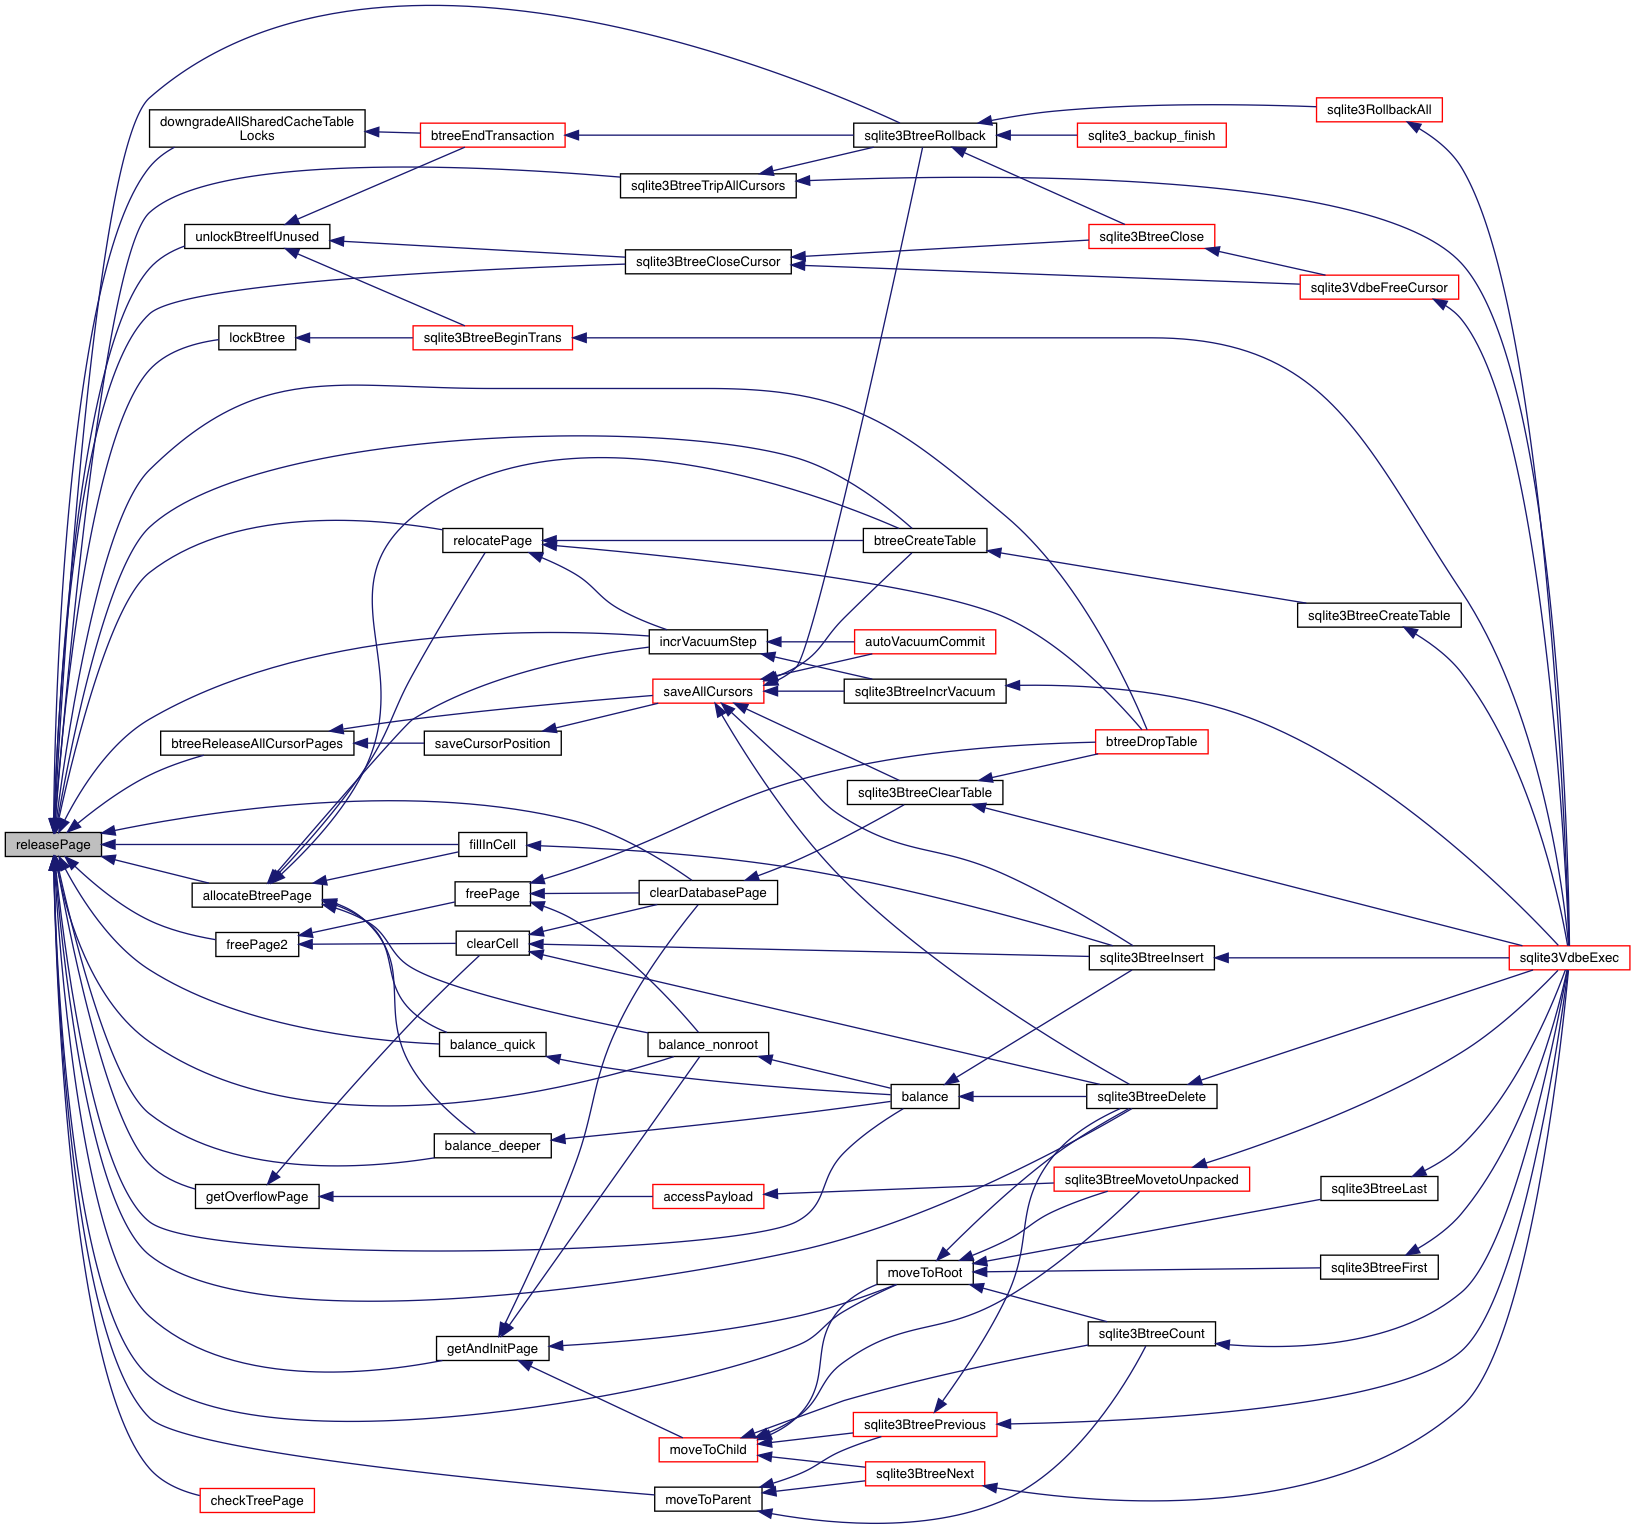 downgradeAllSharedCacheTable
Locks
btreeEndTransaction
sqlite3BtreeRollback
sqlite3RollbackAll
sqlite3_backup_finish
sqlite3BtreeTripAllCursors
unlockBtreeIfUnused
sqlite3BtreeCloseCursor
sqlite3BtreeClose
sqlite3VdbeFreeCursor
lockBtree
sqlite3BtreeBeginTrans
relocatePage
btreeCreateTable
sqlite3BtreeCreateTable
incrVacuumStep
autoVacuumCommit
saveAllCursors
sqlite3BtreeIncrVacuum
btreeReleaseAllCursorPages
saveCursorPosition
btreeDropTable
sqlite3BtreeClearTable
releasePage
fillInCell
allocateBtreePage
freePage
clearDatabasePage
freePage2
clearCell
sqlite3BtreeInsert
sqlite3VdbeExec
balance_quick
balance_nonroot
balance
sqlite3BtreeDelete
balance_deeper
getOverflowPage
accessPayload
sqlite3BtreeMovetoUnpacked
sqlite3BtreeLast
moveToRoot
sqlite3BtreeFirst
getAndInitPage
sqlite3BtreeCount
moveToChild
sqlite3BtreePrevious
sqlite3BtreeNext
checkTreePage
moveToParent